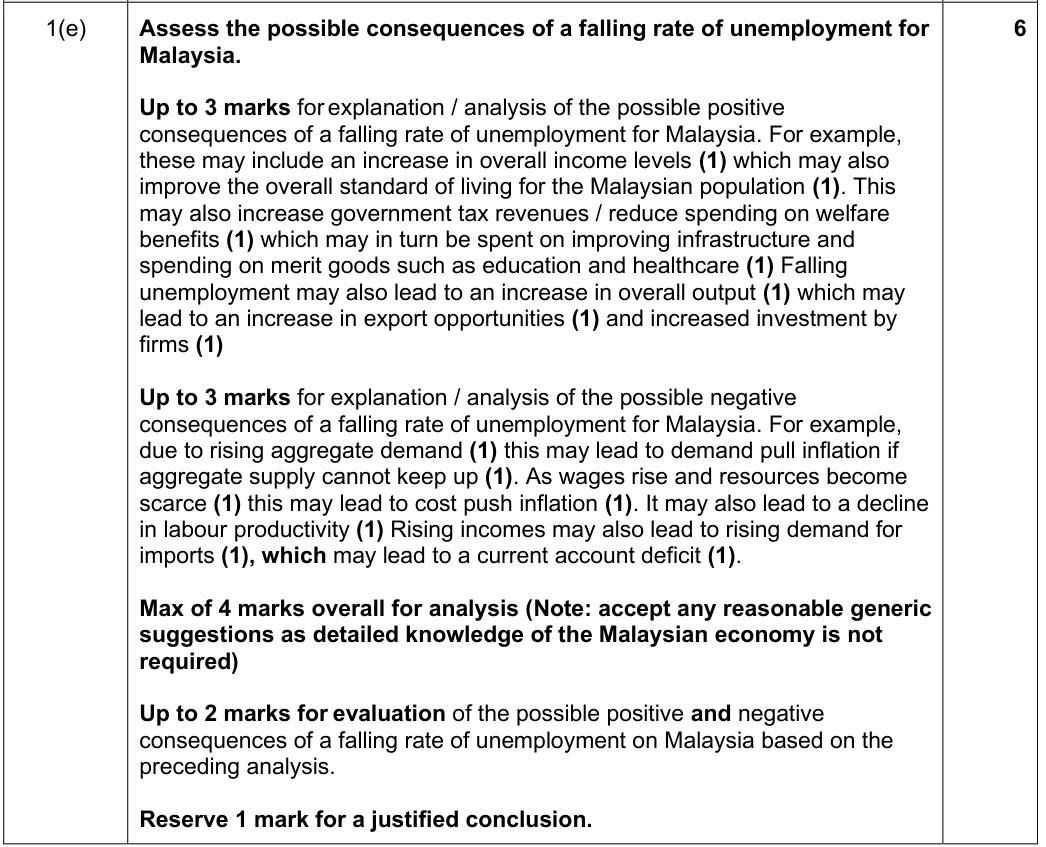 1(e)
Assess the possible consequences of a falling rate of unemployment for
Malaysia.
6
Up to 3 marks for explanation / analysis of the possible positive
consequences of a falling rate of unemployment for Malaysia. For example,
these may include an increase in overall income levels (1) which may also
improve the overall standard of living for the Malaysian population (1). This
may also increase government tax revenues / reduce spending on welfare
benefits (1) which may in turn be spent on improving infrastructure and
spending on merit goods such as education and healthcare (1) Falling
unemployment may also lead to an increase in overall output (1) which may
lead to an increase in export opportunities (1) and increased investment by
firms (1)
Up to 3 marks for explanation / analysis of the possible negative
consequences of a falling rate of unemployment for Malaysia. For example,
due to rising aggregate demand (1) this may lead to demand pull inflation if
aggregate supply cannot keep up (1). As wages rise and resources become
scarce (1) this may lead to cost push inflation (1). It may also lead to a decline
in labour productivity (1) Rising incomes may also lead to rising demand for
imports (1), which may lead to a current account deficit (1).
Max of 4 marks overall for analysis (Note: accept any reasonable generic
suggestions as detailed knowledge of the Malaysian economy is not
required)
Up to 2 marks for evaluation of the possible positive and negative
consequences of a falling rate of unemployment on Malaysia based on the
preceding analysis.
Reserve 1 mark for a justified conclusion.